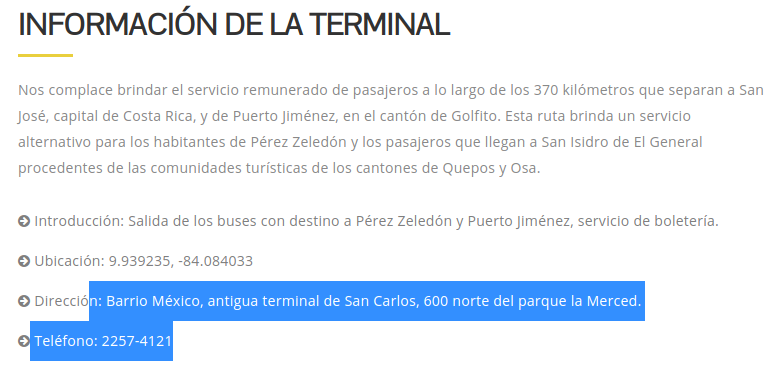 INFORMACIÓN DE LA TERMINAL
Nos complace brindar el servicio remunerado de pasajeros a lo largo de los 370 kilómetros que separan a San
José, capital de Costa Rica, y de Puerto Jiménez, en el cantón de Golfito. Esta ruta brinda un servicio
alternativo para los habitantes de Pérez Zeledón y los pasajeros que llegan a San Isidro de El General
procedentes de las comunidades turísticas de los cantones de Quepos y Osa.
Introducción: Salida de los buses con destino a Pérez Zeledón y Puerto Jiménez, servicio de boletería.
Ubicación: 9.939235, -84.084033
Dirección: Barrio México, antigua terminal de San Carlos, 600 norte del parque la Merced.
Teléfono: 2257-4121